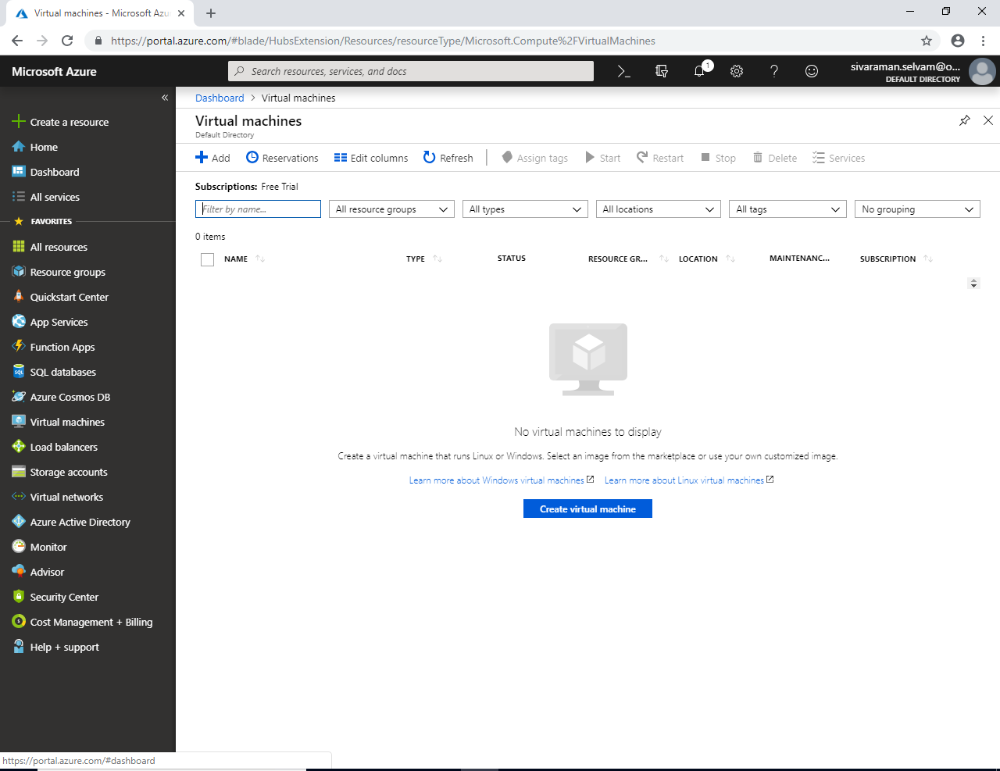 Virtual machines - Microsoft Azu
https://portal.azure.com/#blade/HubsExtension/Resources/resourceType/Microsoft.Compute%2FVirtualMachines
Microsoft Azure
Search resources, services, and docs
1
sivaraman.selvam@o...
DEFAULT DIRECTORY
Create a resource
Home
Dashboard
All services
FAVORITES
All resources
Resource groups
Quickstart Center
App Services
Function Apps
SQL databases
Azure Cosmos DB
Virtual machines
Load balancers
Storage accounts
Virtual networks
Azure Active Directory
Monitor
Advisor
Security Center
Cost Management + Billing
Help + support
Dashboard > Virtual machines
Virtual machines
Default Directory
Add Reservations Edit columns Refresh Assign tags Start Restart Stop Delete Services
Subscriptions: Free Trial
Filter by name... All resource groups All types All locations All tags No grouping
0 items
NAME TYPE STATUS RESOURCE GR... LOCATION MAINTENANC... SUBSCRIPTION
No virtual machines to display
Create a virtual machine that runs Linux or Windows. Select an image from the marketplace or use your own customized image.
Learn more about Windows virtual machines Learn more about Linux virtual machines
Create virtual machine
https://portal.azure.com/#dashboard